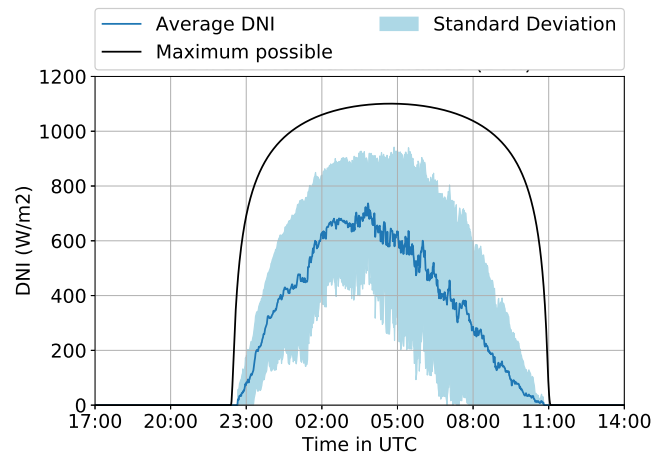 Average DNI
Standard Deviation
Maximum possible
1200
1000
800
600
400
200
0
DNI (W/m2)
17:00 20:00 23:00 02:00 05:00 08:00 11:00 14:00
Time in UTC